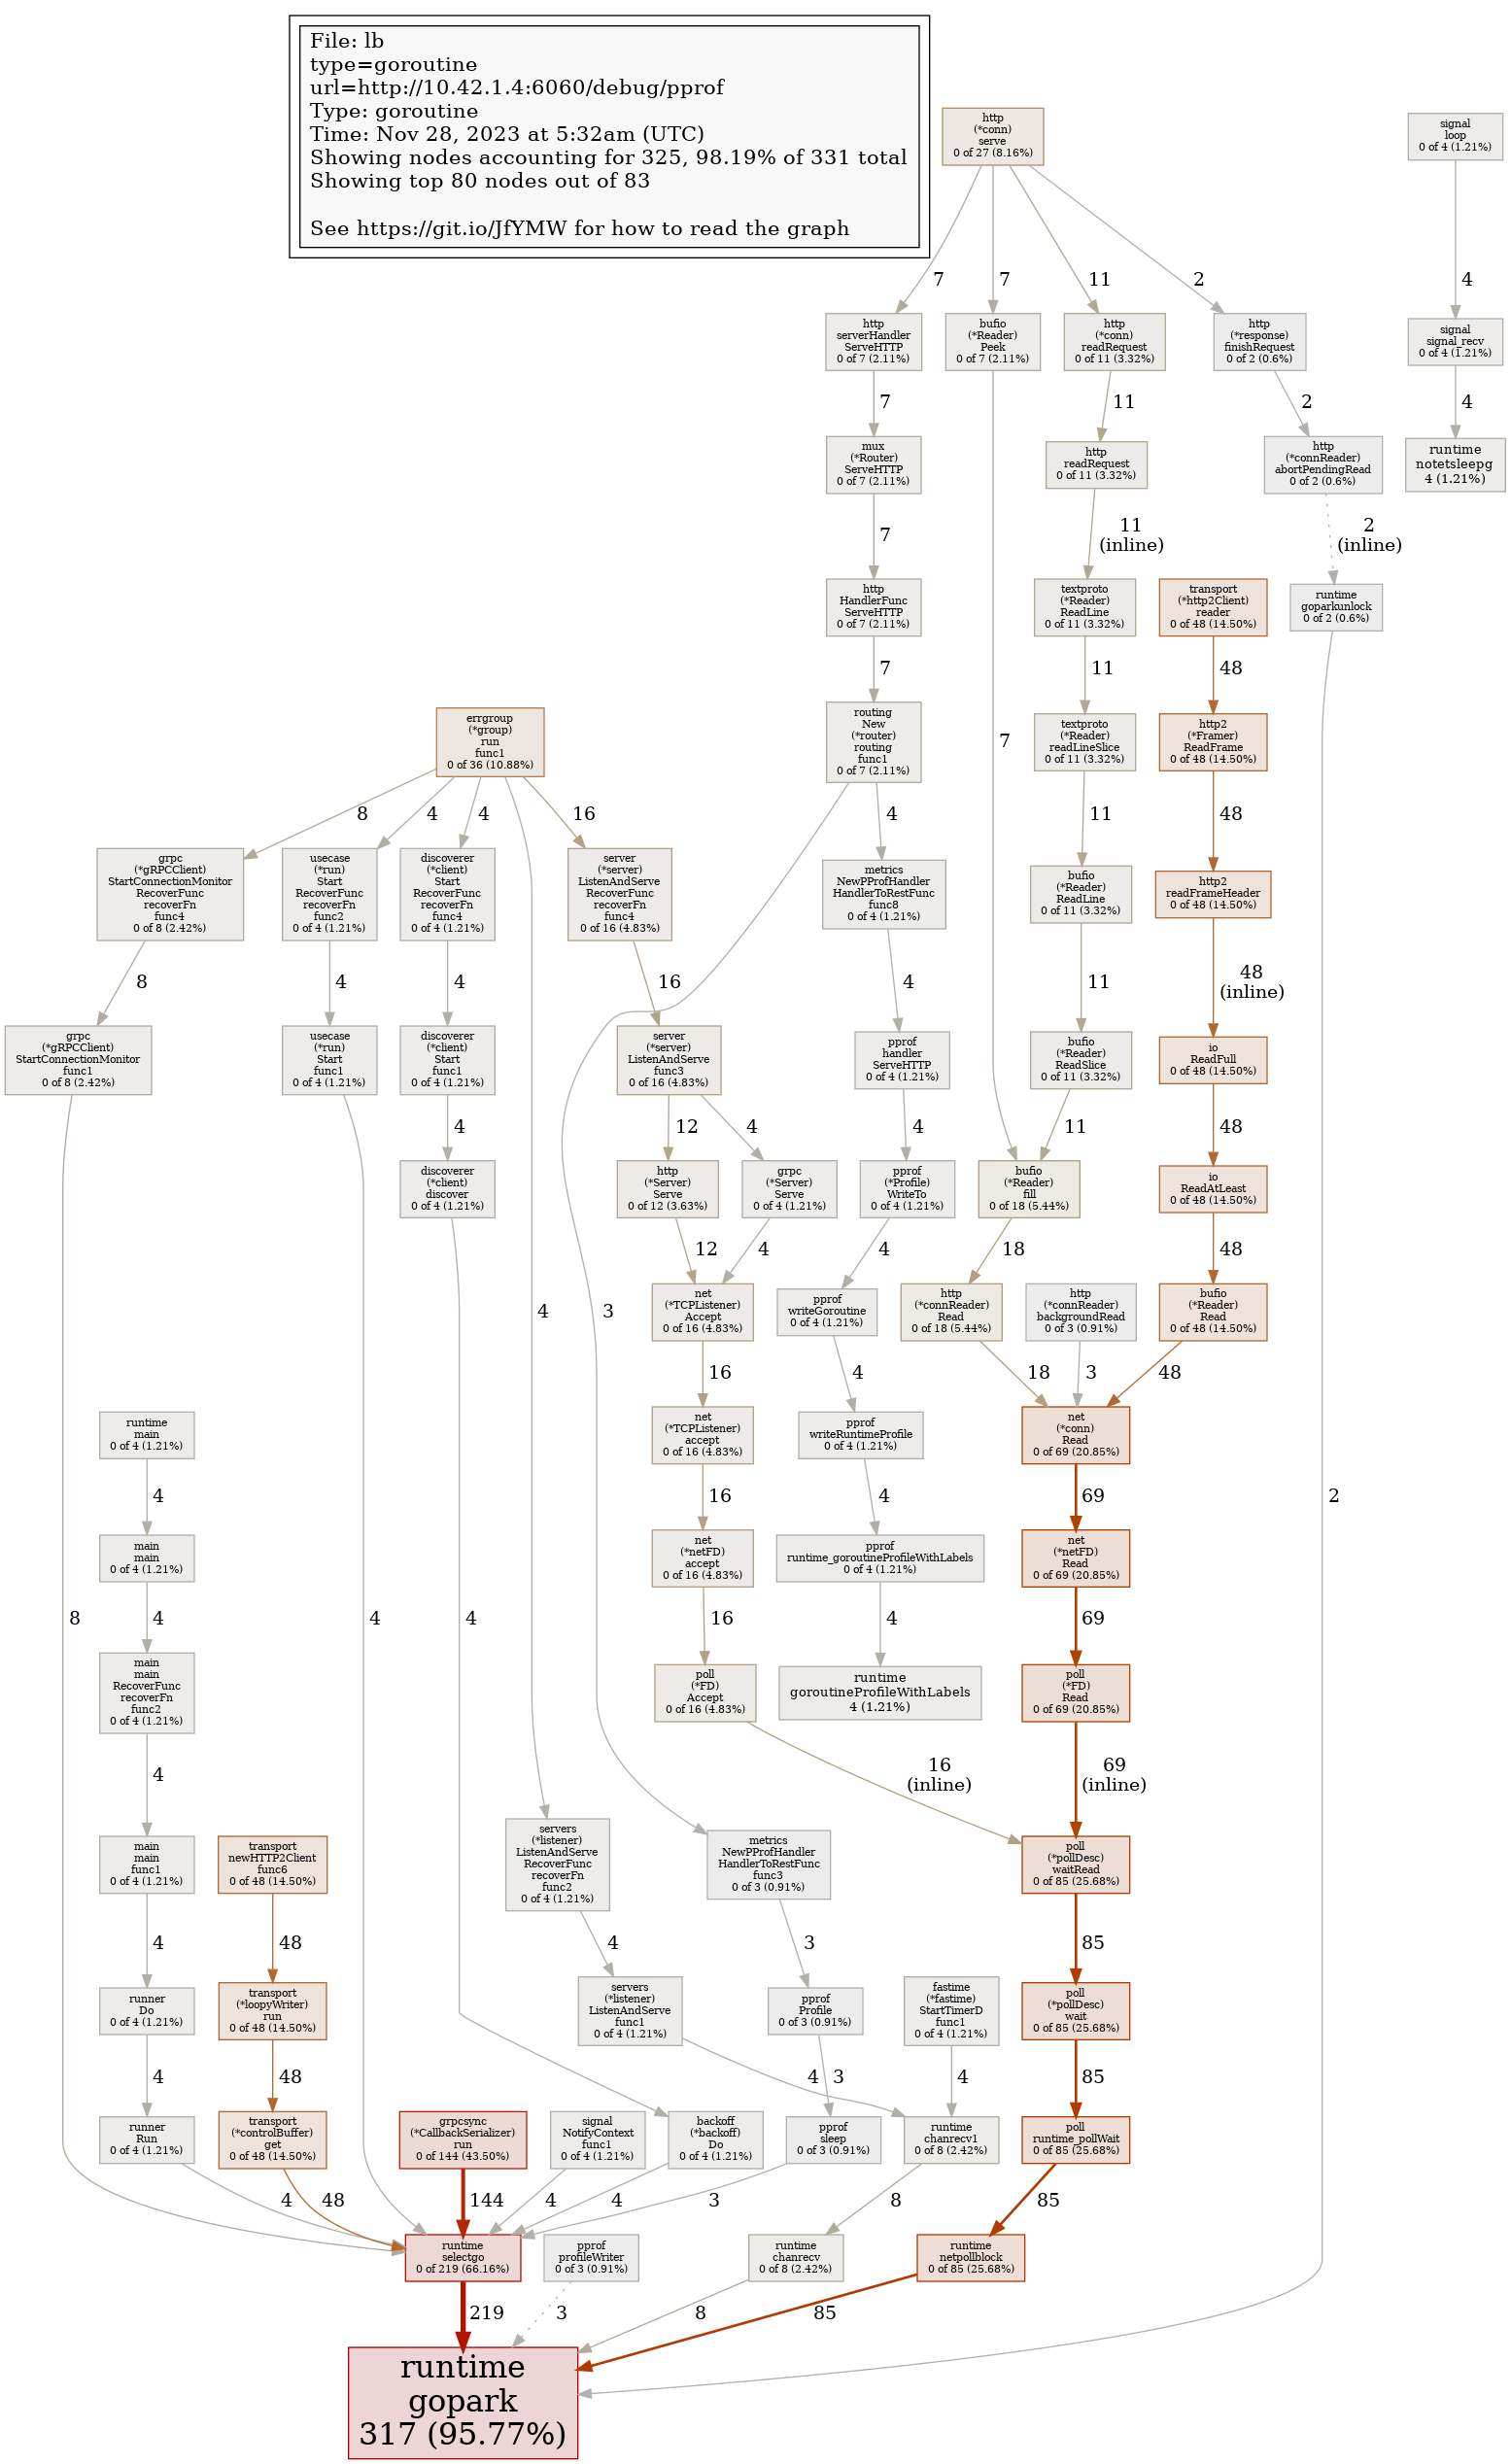 File: lb
type=goroutine
url=http://10.42.1.4:6060/debug/pprof
Type: goroutine
Time: Nov 28, 2023 at 5:32am (UTC)
Showing nodes accounting for 325, 98.19% of 331 total
Showing top 80 nodes out of 83
See https://git.io/JfYMW for how to read the graph
http
(*conn)
serve
0 of 27 (8.16%)
signal
loop
0 of 4 (1.21%)
7
7
11
2
4
http
serverHandler
ServeHTTP
0 of 7 (2.11%)
bufio
(*Reader)
Peek
0 of 7 (2.11%)
http
(*conn)
readRequest
0 of 11 (3.32%)
http
(*response)
finishRequest
0 of 2 (0.6%)
signal
signal_recv
0 of 4 (1.21%)
7
11
2
4
mux
(*Router)
ServeHTTP
0 of 7 (2.11%)
http
readRequest
0 of 11 (3.32%)
http
(*connReader)
abortPendingRead
0 of 2 (0.6%)
runtime
notetsleepg
4 (1.21%)
7
11
(inline)
2
(inline)
http
HandlerFunc
ServeHTTP
0 of 7 (2.11%)
textproto
(*Reader)
ReadLine
0 of 11 (3.32%)
transport
(*http2Client)
reader
0 of 48 (14.50%)
runtime
goparkunlock
0 of 2 (0.6%)
7
11
48
errgroup
(*group)
run
func1
0 of 36 (10.88%)
routing
New
(*router)
routing
func1
0 of 7 (2.11%)
7
textproto
(*Reader)
readLineSlice
0 of 11 (3.32%)
http2
(*Framer)
ReadFrame
0 of 48 (14.50%)
8
4
4
16
4
11
48
grpc
(*gRPCClient)
StartConnectionMonitor
RecoverFunc
recoverFn
func4
0 of 8 (2.42%)
usecase
(*run)
Start
RecoverFunc
recoverFn
func2
0 of 4 (1.21%)
discoverer
(*client)
Start
RecoverFunc
recoverFn
func4
0 of 4 (1.21%)
server
(*server)
ListenAndServe
RecoverFunc
recoverFn
func4
0 of 16 (4.83%)
metrics
NewPProfHandler
HandlerToRestFunc
func8
0 of 4 (1.21%)
bufio
(*Reader)
ReadLine
0 of 11 (3.32%)
http2
readFrameHeader
0 of 48 (14.50%)
8
4
4
16
4
11
48
(inline)
grpc
(*gRPCClient)
StartConnectionMonitor
func1
0 of 8 (2.42%)
usecase
(*run)
Start
func1
0 of 4 (1.21%)
discoverer
(*client)
Start
func1
0 of 4 (1.21%)
server
(*server)
ListenAndServe
func3
0 of 16 (4.83%)
pprof
handler
ServeHTTP
0 of 4 (1.21%)
bufio
(*Reader)
ReadSlice
0 of 11 (3.32%)
io
ReadFull
0 of 48 (14.50%)
4
12
4
4
11
48
discoverer
(*client)
discover
0 of 4 (1.21%)
http
(*Server)
Serve
0 of 12 (3.63%)
grpc
(*Server)
Serve
0 of 4 (1.21%)
pprof
(*Profile)
WriteTo
0 of 4 (1.21%)
bufio
(*Reader)
fill
0 of 18 (5.44%)
io
ReadAtLeast
0 of 48 (14.50%)
12
4
4
18
48
4
3
net
(*TCPListener)
Accept
0 of 16 (4.83%)
pprof
writeGoroutine
0 of 4 (1.21%)
http
(*connReader)
Read
0 of 18 (5.44%)
http
(*connReader)
backgroundRead
0 of 3 (0.91%)
bufio
(*Reader)
Read
0 of 48 (14.50%)
16
4
18
3
48
runtime
main
0 of 4 (1.21%)
net
(*TCPListener)
accept
0 of 16 (4.83%)
pprof
writeRuntimeProfile
0 of 4 (1.21%)
net
(*conn)
Read
0 of 69 (20.85%)
4
16
4
69
2
main
main
0 of 4 (1.21%)
net
(*netFD)
accept
0 of 16 (4.83%)
pprof
runtime_goroutineProfileWithLabels
0 of 4 (1.21%)
net
(*netFD)
Read
0 of 69 (20.85%)
8
4
4
4
16
4
69
main
main
RecoverFunc
recoverFn
func2
0 of 4 (1.21%)
poll
(*FD)
Accept
0 of 16 (4.83%)
runtime
goroutineProfileWithLabels
4 (1.21%)
poll
(*FD)
Read
0 of 69 (20.85%)
4
16
(inline)
69
(inline)
main
main
func1
0 of 4 (1.21%)
transport
newHTTP2Client
func6
0 of 48 (14.50%)
servers
(*listener)
ListenAndServe
RecoverFunc
recoverFn
func2
0 of 4 (1.21%)
metrics
NewPProfHandler
HandlerToRestFunc
func3
0 of 3 (0.91%)
poll
(*pollDesc)
waitRead
0 of 85 (25.68%)
4
48
4
3
85
runner
Do
0 of 4 (1.21%)
transport
(*loopyWriter)
run
0 of 48 (14.50%)
servers
(*listener)
ListenAndServe
func1
0 of 4 (1.21%)
pprof
Profile
0 of 3 (0.91%)
fastime
(*fastime)
StartTimerD
func1
0 of 4 (1.21%)
poll
(*pollDesc)
wait
0 of 85 (25.68%)
4
48
4
3
4
85
runner
Run
0 of 4 (1.21%)
transport
(*controlBuffer)
get
0 of 48 (14.50%)
grpcsync
(*CallbackSerializer)
run
0 of 144 (43.50%)
signal
NotifyContext
func1
0 of 4 (1.21%)
backoff
(*backoff)
Do
0 of 4 (1.21%)
pprof
sleep
0 of 3 (0.91%)
runtime
chanrecv1
0 of 8 (2.42%)
poll
runtime_pollWait
0 of 85 (25.68%)
4
48
144
4
4
3
8
85
runtime
selectgo
0 of 219 (66.16%)
pprof
profileWriter
0 of 3 (0.91%)
runtime
chanrecv
0 of 8 (2.42%)
runtime
netpollblock
0 of 85 (25.68%)
219
3
8
85
runtime
gopark
317 (95.77%)